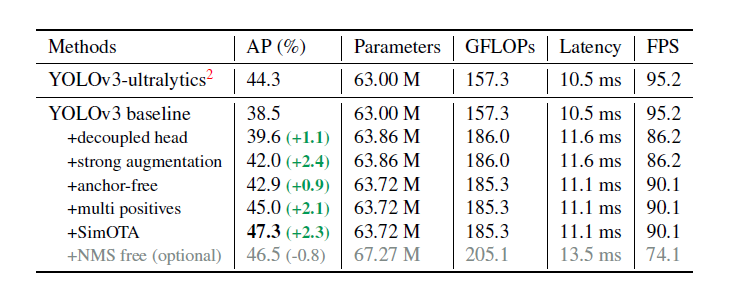 Methods AP (%) Parameters GFLOPs Latency FPS
YOLOv3-ultralytics2 44.3 63.00 M 157.3 10.5 ms 95.2
YOLOv3 baseline 38.5 63.00 M 157.3 10.5 ms 95.2
+decoupled head 39.6 (+1.1) 63.86 M 186.0 11.6 ms 86.2
+strong augmentation 42.0 (+2.4) 63.86 M 186.0 11.6 ms 86.2
+anchor-free 42.9 (+0.9) 63.72 M 185.3 11.1 ms 90.1
+multi positives 45.0 (+2.1) 63.72 M 185.3 11.1 ms 90.1
+SimOTA 47.3 (+2.3) 63.72 M 185.3 11.1 ms 90.1
+NMS free (optional) 46.5 (-0.8) 67.27 M 205.1 13.5 ms 74.1